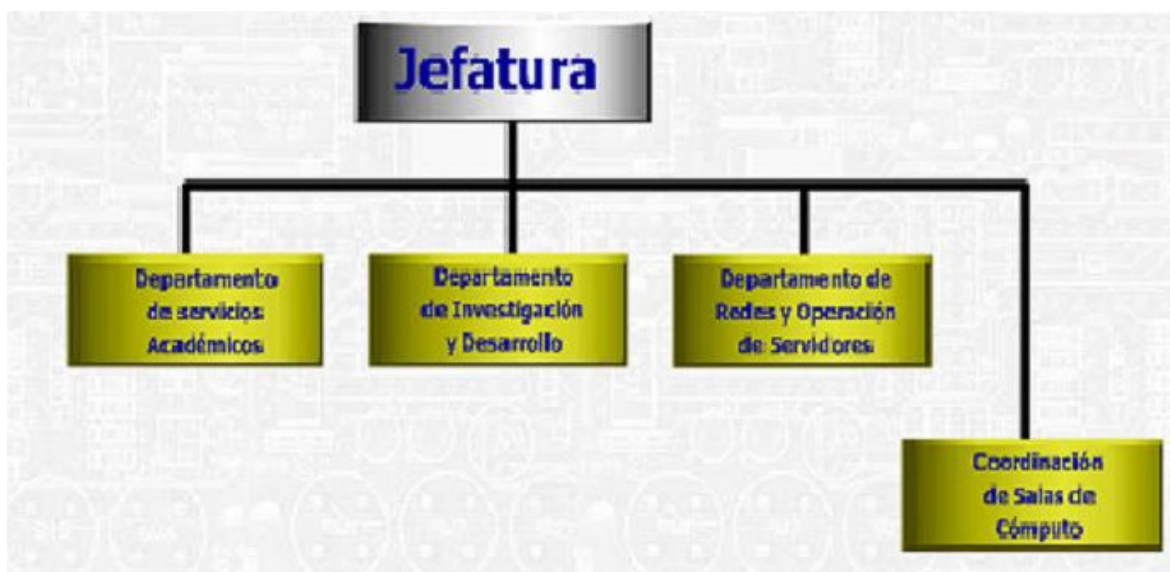 Jefatura
Departamento
de servicios
Académicos
Departamento
de Investigación
y Desarrollo
Departamento de
Redes y Operación
de Servidores
Coordinación
de Salas de
Cómputo